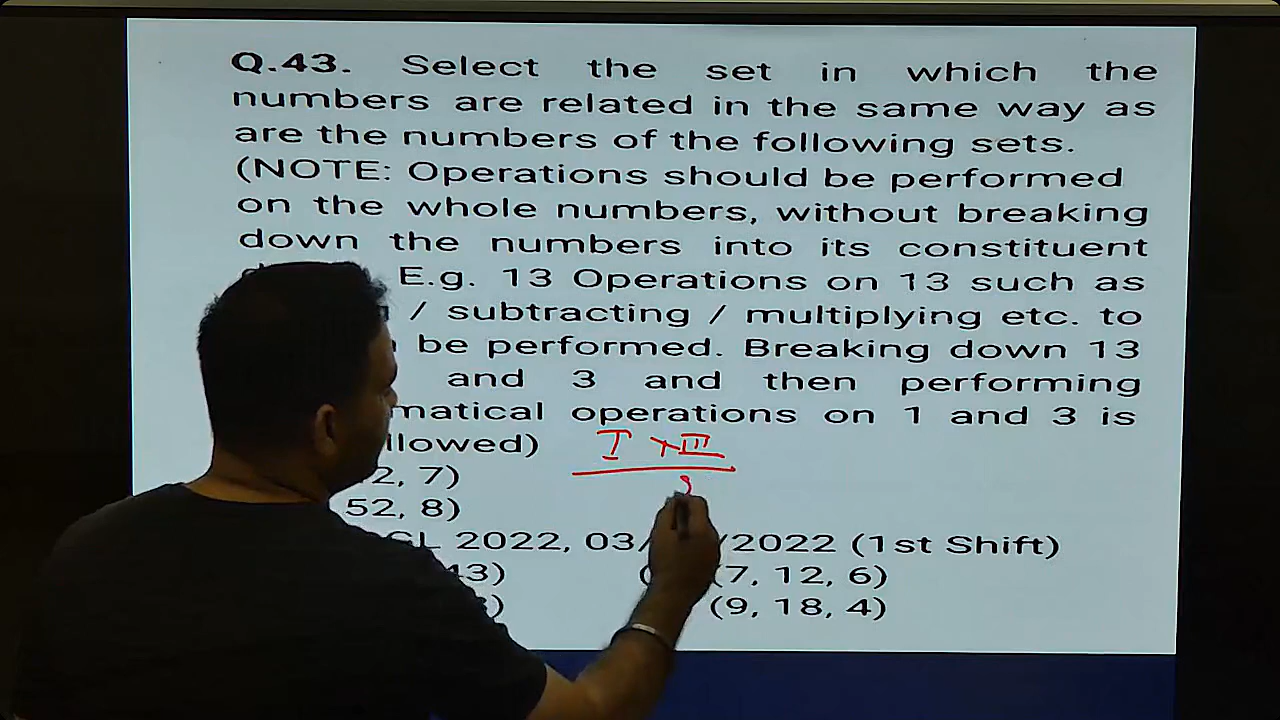 Q.43. Select the set in which the
numbers are related in the same way as
are the numbers of the following sets.
(NOTE: Operations should be performed
on the whole numbers, without breaking
down the numbers into its constituent
E.g. 13 Operations on 13 such as
/ subtracting / multiplying etc. to
be performed. Breaking down 13
and 3 and then performing
operations on 1 and 3 is
I × III
2, 7)
52, 8)
2022, 03/ /2022 (1st Shift)
43) (7, 12, 6)
(9, 18, 4)